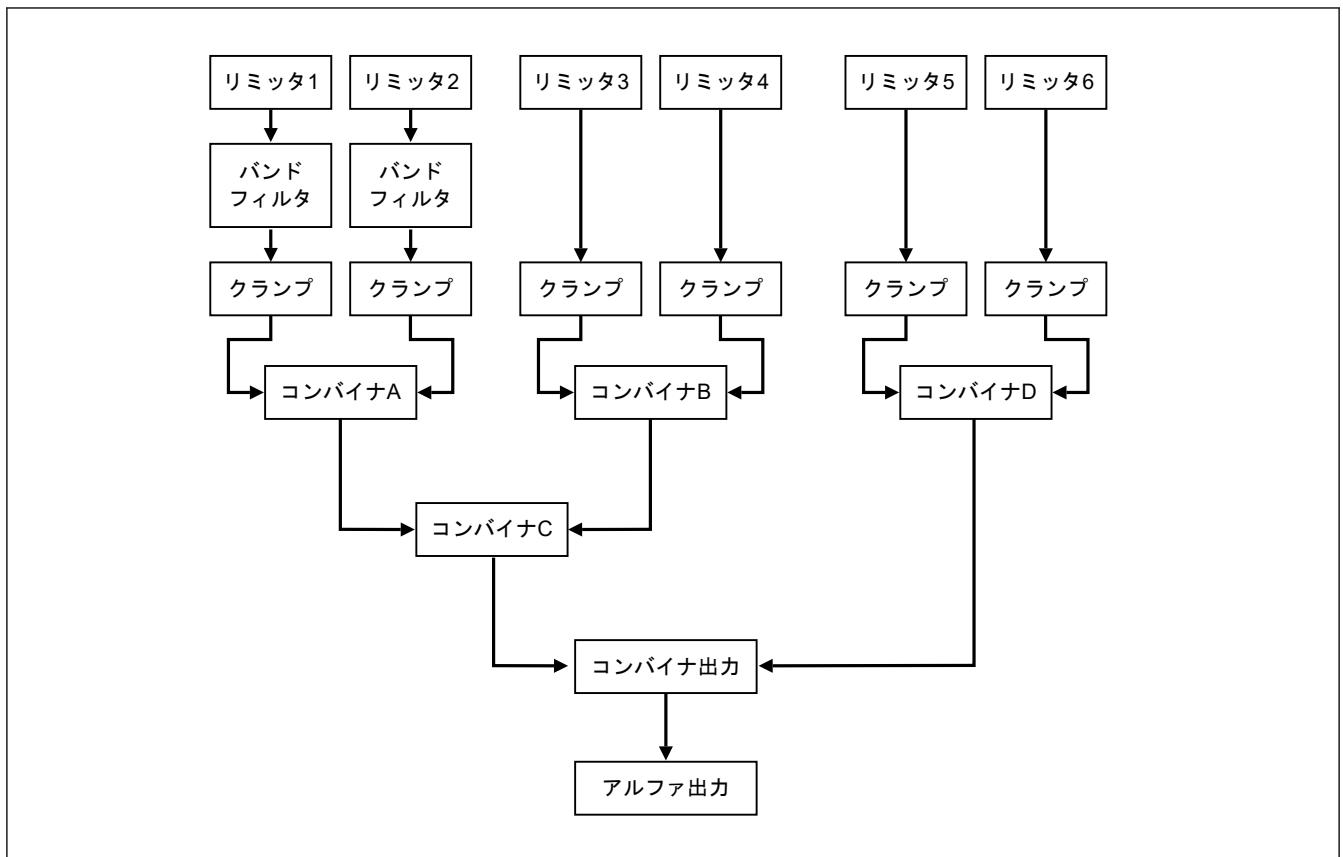 リミッタ1
リミッタ2
リミッタ3
リミッタ4
リミッタ5
リミッタ6
バンド
フィルタ
バンド
フィルタ
クランプ
クランプ
クランプ
クランプ
クランプ
クランプ
コンバイナA
コンバイナB
コンバイナD
コンバイナC
コンバイナ出力
アルファ出力